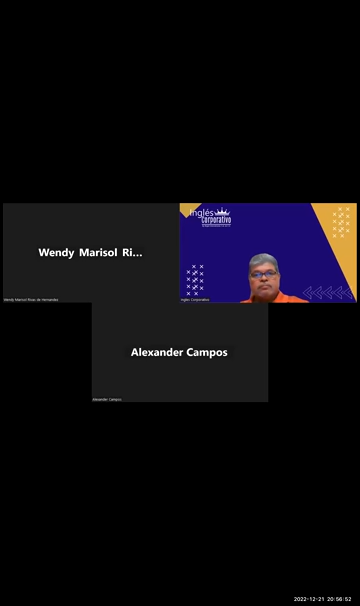 Wendy Marisol Ri...
Wendy Marisol Rivas de Hernandez
Inglés
corporativo
Inglés Corporativo
Alexander Campos
Alexander Campos
2022-12-21 20:56:52